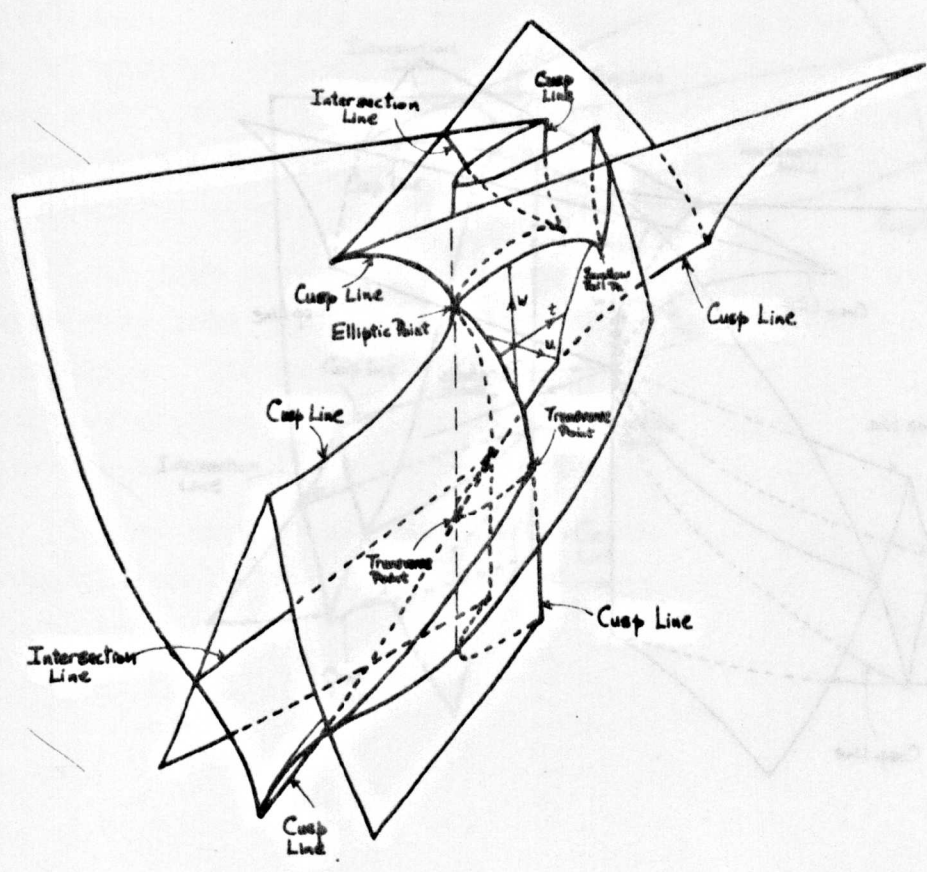 Cusp
Line
Intersection
Line
Cusp Line
Elliptic Point
Swallow
Tail Pt.
w
t
u
Cusp Line
Cusp Line
Transverse
Point
Transverse
Point
Cusp Line
Intersection
Line
Cusp
Line